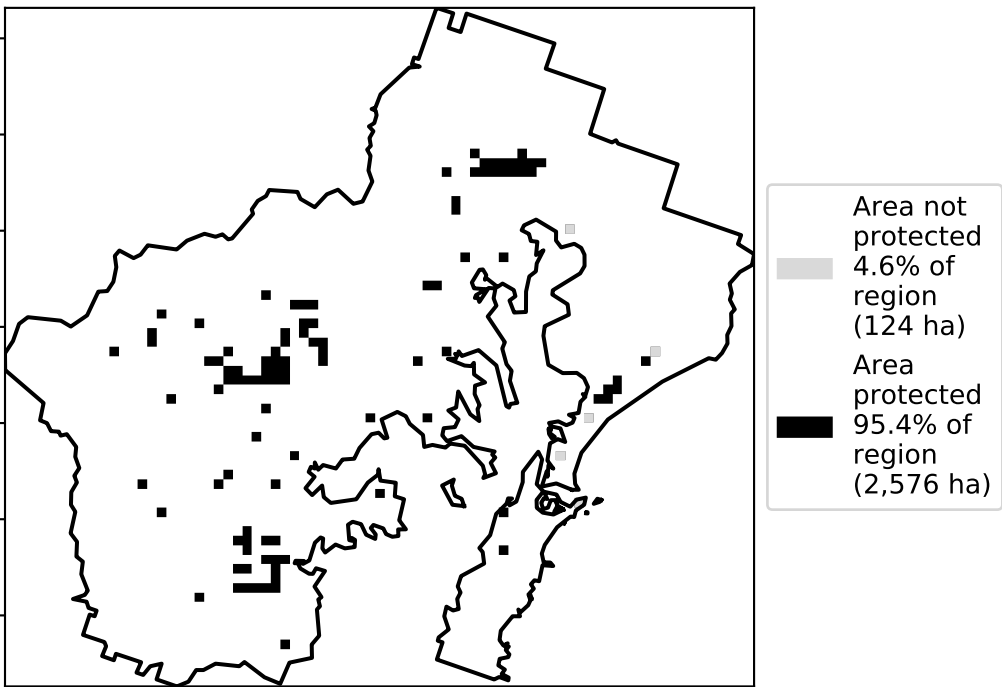 Area not
protected
4.6% of
region
(124 ha)
Area
protected
95.4% of
region
(2,576 ha)